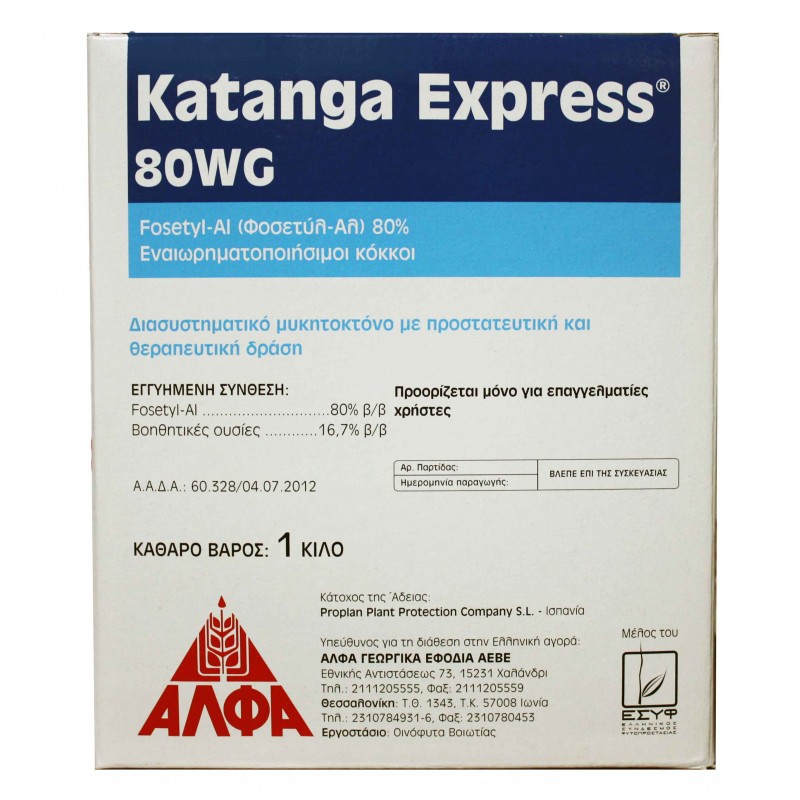 Katanga Express®
80WG
Fosetyl-Al (Φοσετύλ-Αλ) 80%
Εναιωρηματοποιήσιμοι κόκκοι
Διασυστηματικό μυκητοκτόνο με προστατευτική και
θεραπευτική δράση
ΕΓΓΥΗΜΕΝΗ ΣΥΝΘΕΣΗ:
Fosetyl-Al .............................80% β/β
Βοηθητικές ουσίες ............16,7% β/β
Προορίζεται μόνο για επαγγελματίες
χρήστες
Α.Α.Δ.Α.: 60.328/04.07.2012
Αρ. Παρτίδας:
Ημερομηνία παραγωγής:
ΒΛΕΠΕ ΕΠΙ ΤΗΣ ΣΥΣΚΕΥΑΣΙΑΣ
ΚΑΘΑΡΟ ΒΑΡΟΣ: 1 ΚΙΛΟ
ΑΛΦΑ
Κάτοχος της Άδειας:
Proplan Plant Protection Company S.L. - Ισπανία
Υπεύθυνος για τη διάθεση στην Ελληνική αγορά:
ΑΛΦΑ ΓΕΩΡΓΙΚΑ ΕΦΟΔΙΑ ΑΕΒΕ
Εθνικής Αντιστάσεως 73, 15231 Χαλάνδρι
Τηλ.: 2111205555, Φαξ: 2111205559
Θεσσαλονίκη: Τ.Θ. 1343, Τ.Κ. 57008 Ιωνία
Τηλ.: 2310784931-6, Φαξ: 2310780453
Εργοστάσιο: Οινόφυτα Βοιωτίας
Μέλος του
ΕΣΥΦ
ΕΛΛΗΝΙΚΟΣ
ΣΥΝΔΕΣΜΟΣ
ΦΥΤΟΠΡΟΣΤΑΣΙΑΣ